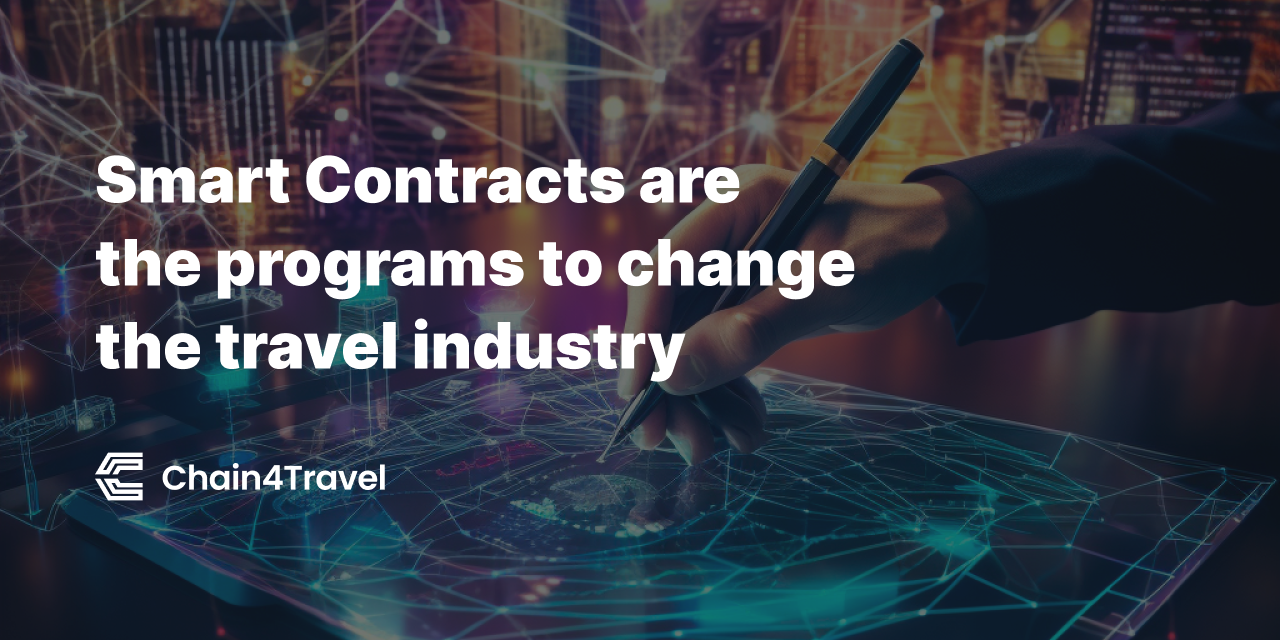 Smart Contracts are
the programs to change
the travel industry
Chain4Travel